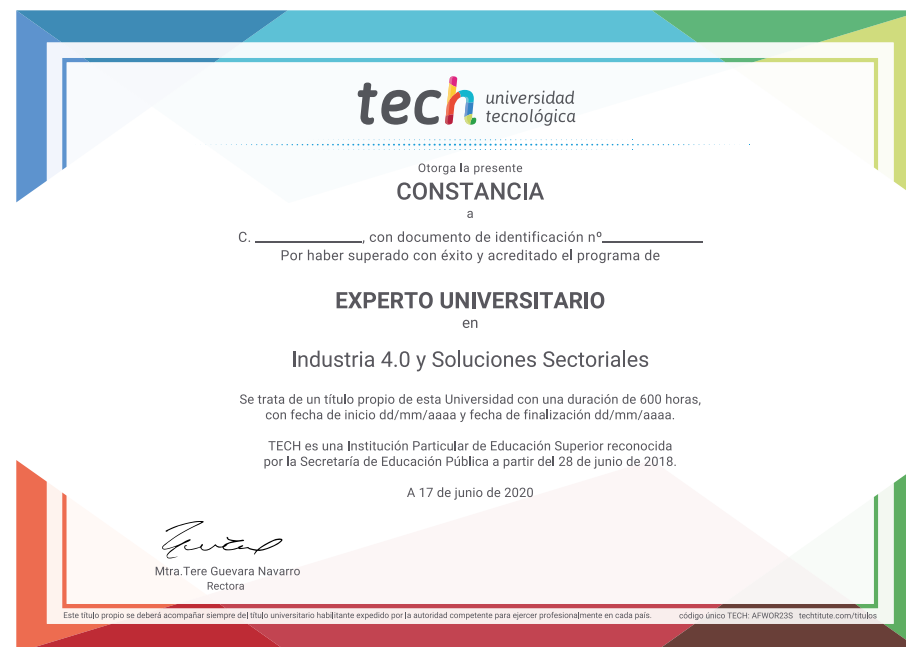 tech universidad
tecnológica
Otorga la presente
CONSTANCIA
a
C. ____________, con documento de identificación nº____________
Por haber superado con éxito y acreditado el programa de
EXPERTO UNIVERSITARIO
en
Industria 4.0 y Soluciones Sectoriales
Se trata de un título propio de esta Universidad con una duración de 600 horas,
con fecha de inicio dd/mm/aaaa y fecha de finalización dd/mm/aaaa.
TECH es una Institución Particular de Educación Superior reconocida
por la Secretaría de Educación Pública a partir del 28 de junio de 2018.
A 17 de junio de 2020
Mtra.Tere Guevara Navarro
Rectora
Este título propio se deberá acompañar siempre del título universitario habilitante expedido por la autoridad competente para ejercer profesionalmente en cada país. código único TECH: AFWOR23S techtitute.com/titulos